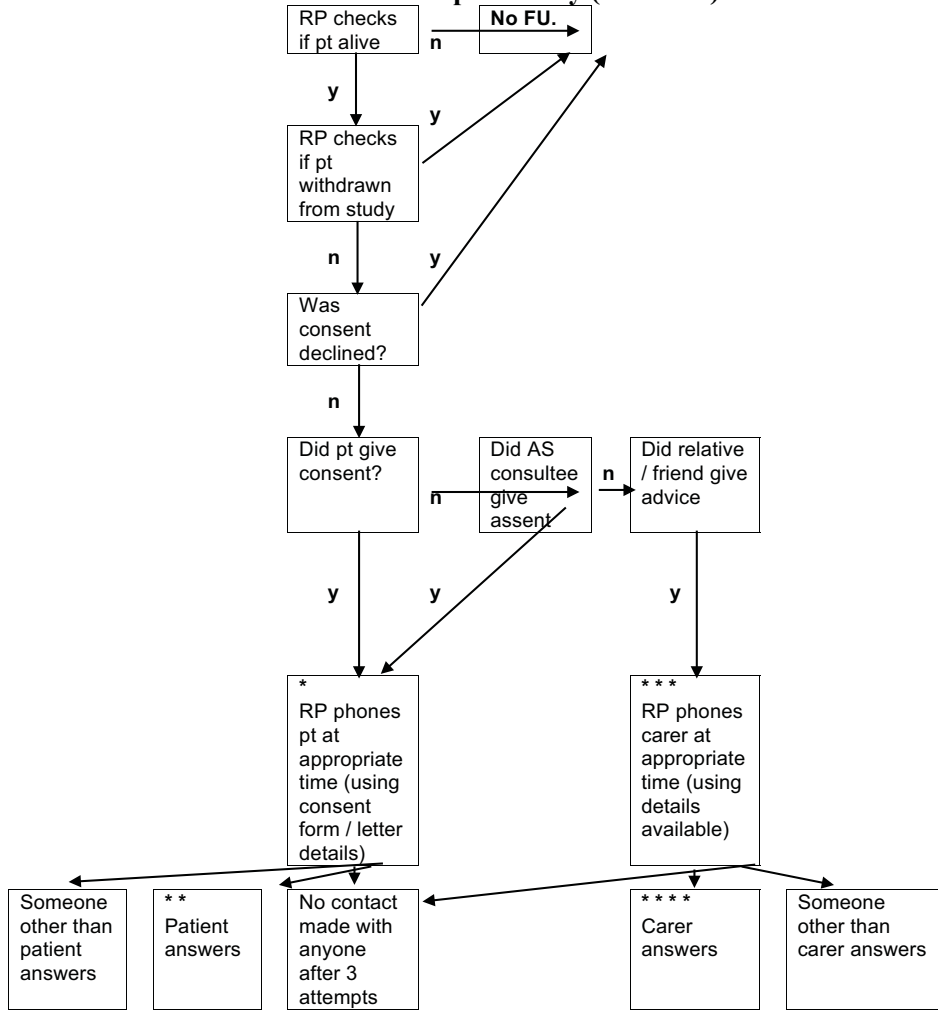 RP checks
if pt alive
n
No FU.
y
y
RP checks
if pt
withdrawn
from study
n
y
Was
consent
declined?
n
Did pt give
consent?
n
Did AS
consultee
give
assent
n
Did relative
/ friend give
advice
y
y
y
*
RP phones
pt at
appropriate
time (using
consent
form / letter
details)
* * *
RP phones
carer at
appropriate
time (using
details
available)
Someone
other than
patient
answers
* *
Patient
answers
No contact
made with
anyone
after 3
attempts
* * * *
Carer
answers
Someone
other than
carer answers